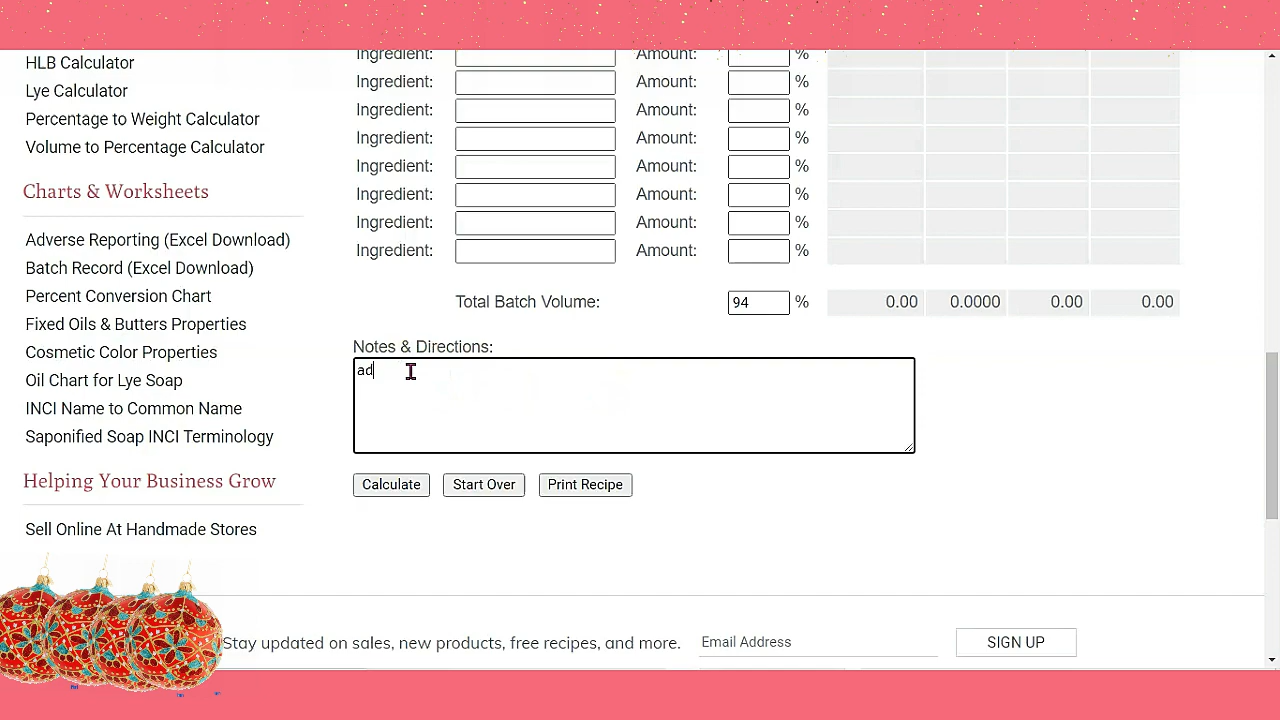 Ingredient: Amount: %
HLB Calculator
Ingredient: Amount: %
Lye Calculator
Ingredient: Amount: %
Percentage to Weight Calculator
Ingredient: Amount: %
Volume to Percentage Calculator
Ingredient: Amount: %
Ingredient: Amount: %
Ingredient: Amount: %
Ingredient: Amount: %
Charts & Worksheets
Adverse Reporting (Excel Download)
Batch Record (Excel Download)
Percent Conversion Chart
Fixed Oils & Butters Properties
Cosmetic Color Properties
Oil Chart for Lye Soap
INCI Name to Common Name
Saponified Soap INCI Terminology
Helping Your Business Grow
Sell Online At Handmade Stores
Total Batch Volume: 94 % 0.00 0.0000 0.00 0.00
Notes & Directions:
ad
Calculate Start Over Print Recipe
Stay updated on sales, new products, free recipes, and more. Email Address SIGN UP